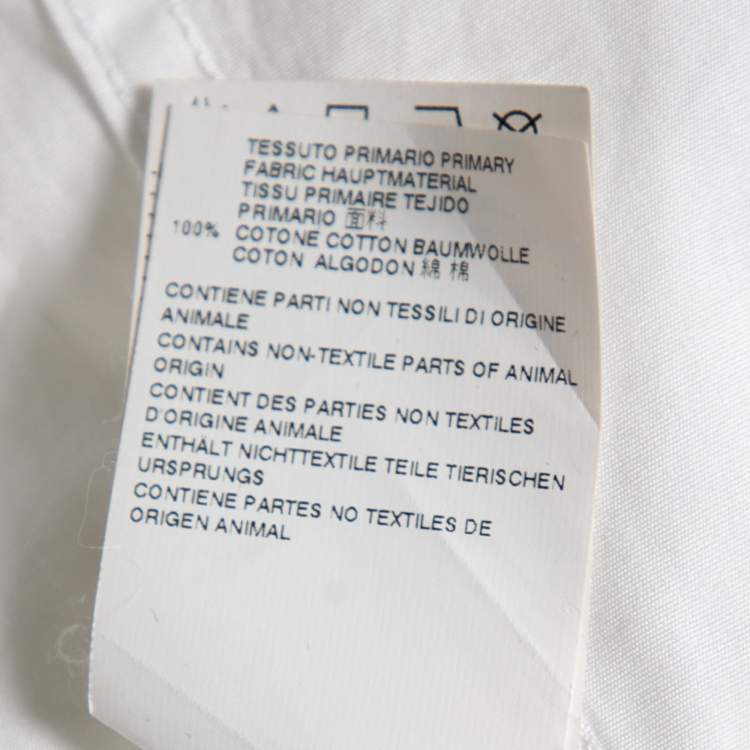 TESSUTO PRIMARIO PRIMARY
FABRIC HAUPTMATERIAL
TISSU PRIMAIRE TEJIDO
PRIMARIO 面料
100% COTONE COTTON BAUMWOLLE
COTON ALGODON 綿 棉
CONTIENE PARTI NON TESSILI DI ORIGINE
ANIMALE
CONTAINS NON-TEXTILE PARTS OF ANIMAL
ORIGIN
CONTIENT DES PARTIES NON TEXTILES
D'ORIGINE ANIMALE
ENTHÄLT NICHTTEXTILE TEILE TIERISCHEN
URSPRUNGS
CONTIENE PARTES NO TEXTILES DE
ORIGEN ANIMAL